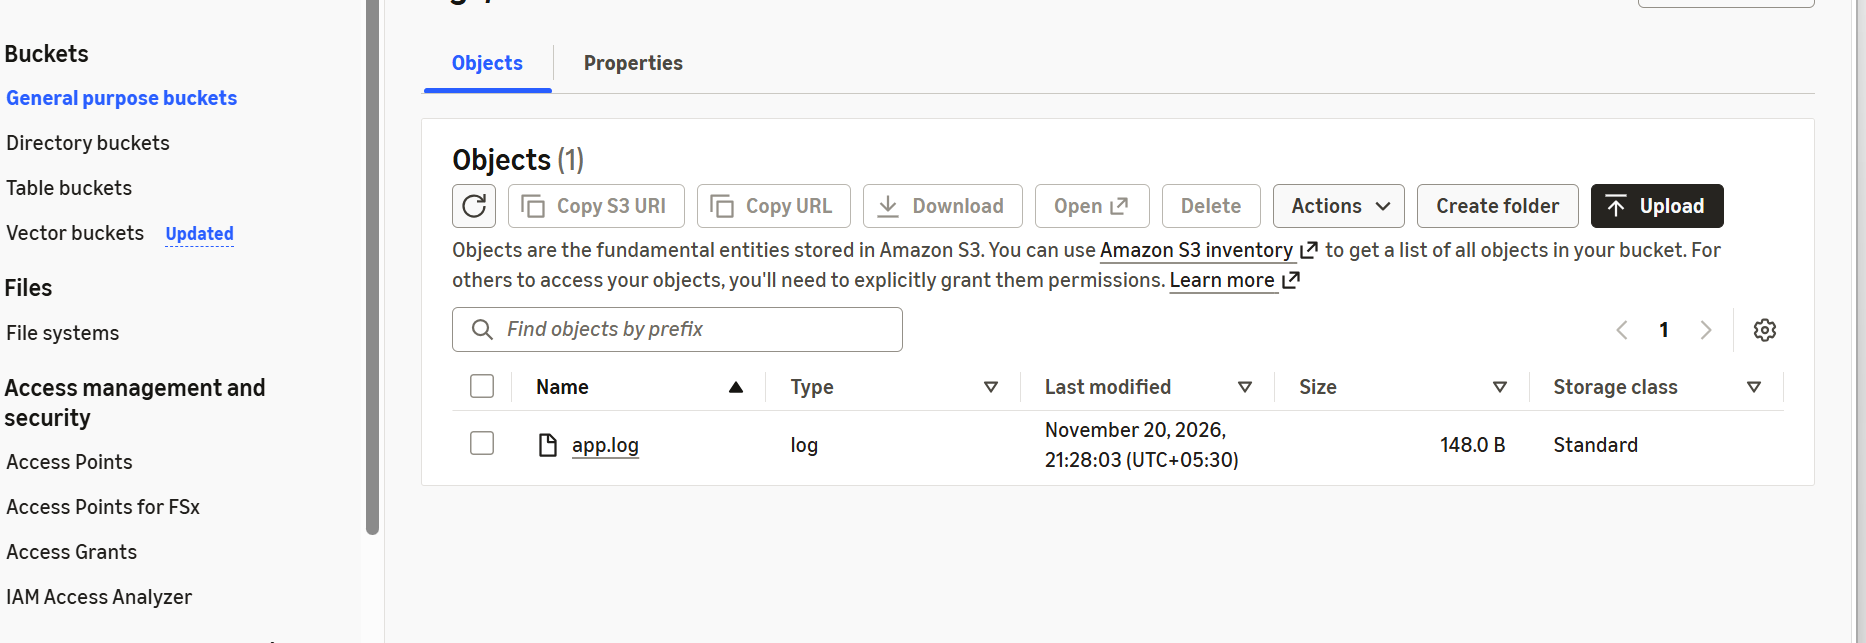 Buckets
General purpose buckets
Directory buckets
Table buckets
Vector buckets Updated
Files
File systems
Access management and
security
Access Points
Access Points for FSx
Access Grants
IAM Access Analyzer
Objects Properties
Objects (1)
Copy S3 URI Copy URL Download Open Delete Actions Create folder Upload
Objects are the fundamental entities stored in Amazon S3. You can use Amazon S3 inventory to get a list of all objects in your bucket. For
others to access your objects, you'll need to explicitly grant them permissions. Learn more
Find objects by prefix
1
Name Type Last modified Size Storage class
app.log log November 20, 2026, 148.0 B Standard
21:28:03 (UTC+05:30)